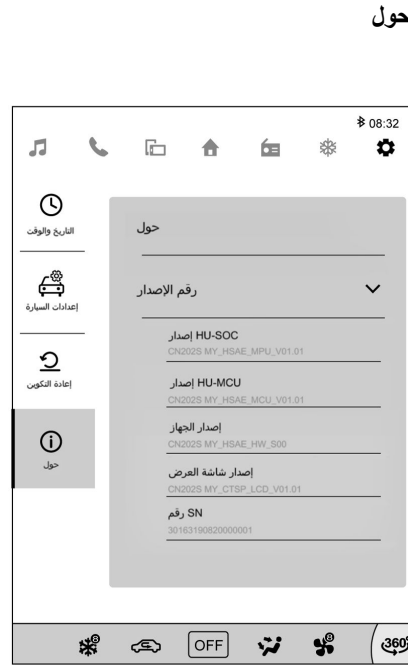 حول
08:32
التاريخ والوقت
إعدادات السيارة
إعادة التكوين
حول
حول
رقم الإصدار
إصدار HU-SOC
CN202S MY_HSAE_MPU_V01.01
إصدار HU-MCU
CN202S MY_HSAE_MCU_V01.01
إصدار الجهاز
CN202S MY_HSAE_HW_S00
إصدار شاشة العرض
CN202S MY_CTSP_LCD_V01.01
رقم SN
30163190820000001
8
OFF
8
360°